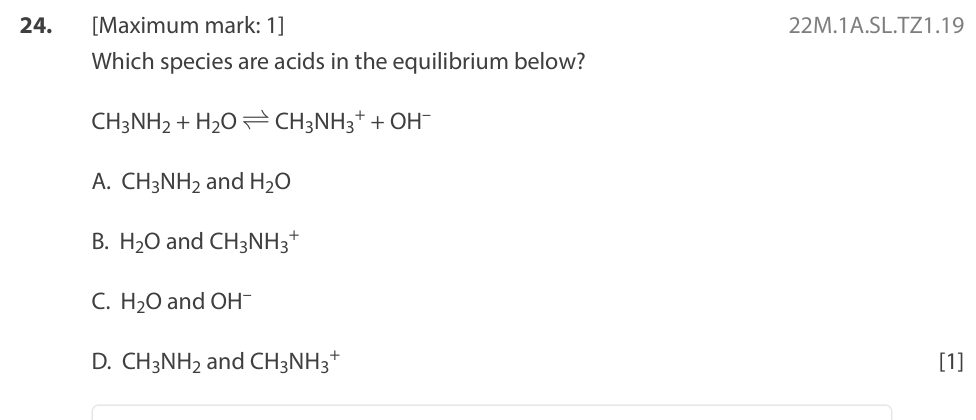 24. [Maximum mark: 1] 22M.1A.SL.TZ1.19
Which species are acids in the equilibrium below?
CH₃NH₂ + H₂O ⇌ CH₃NH₃⁺ + OH⁻
A. CH₃NH₂ and H₂O
B. H₂O and CH₃NH₃⁺
C. H₂O and OH⁻
D. CH₃NH₂ and CH₃NH₃⁺ [1]